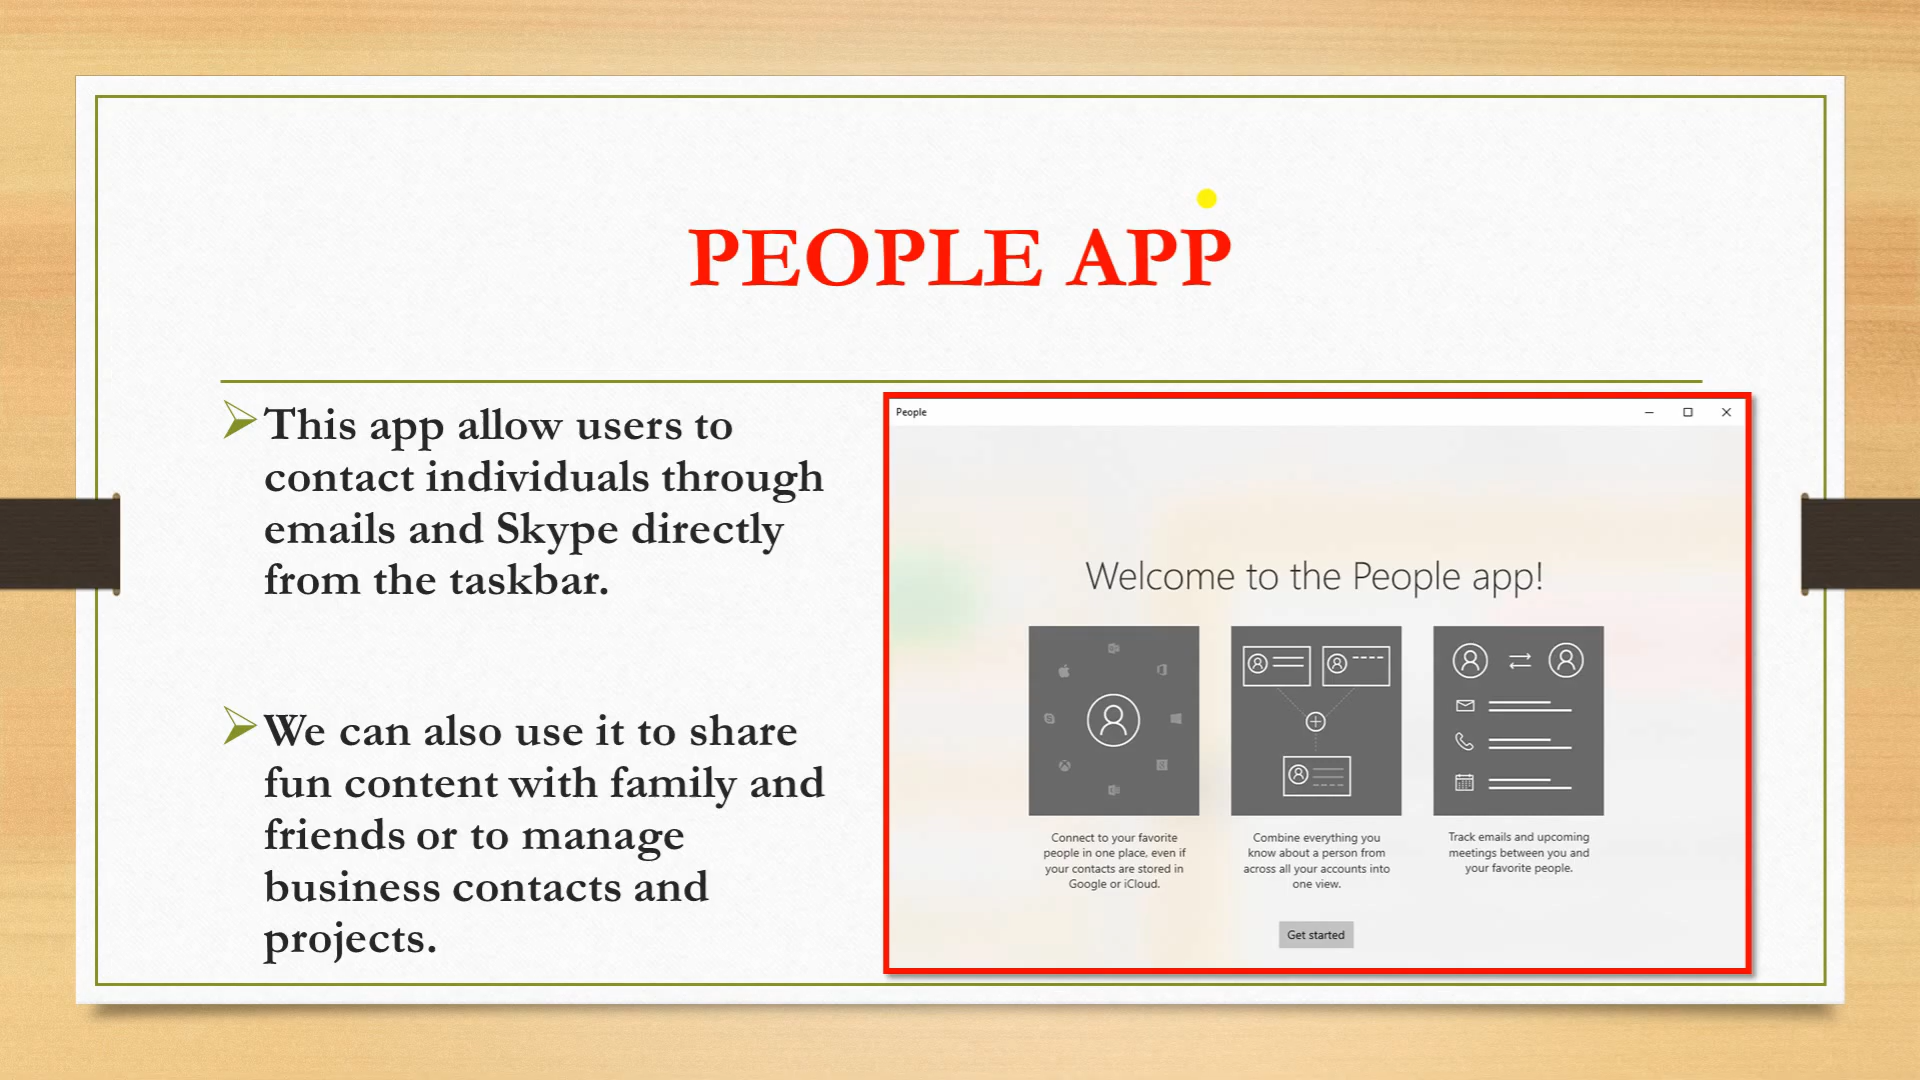 PEOPLE APP
This app allow users to
contact individuals through
emails and Skype directly
from the taskbar.
We can also use it to share
fun content with family and
friends or to manage
business contacts and
projects.
People
Welcome to the People app!
Connect to your favorite
people in one place, even if
your contacts are stored in
Google or iCloud.
Combine everything you
know about a person from
across all your accounts into
one view.
Track emails and upcoming
meetings between you and
your favorite people.
Get started